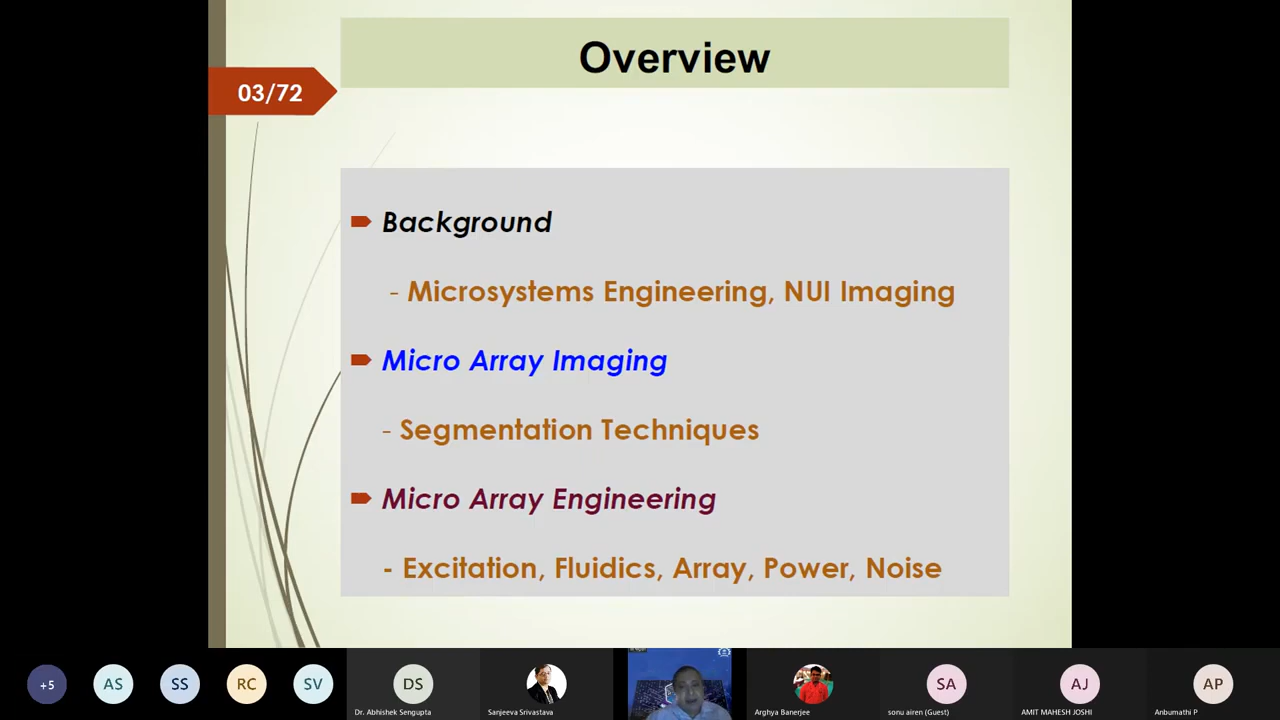 Overview
03/72
Background
- Microsystems Engineering, NUI Imaging
Micro Array Imaging
- Segmentation Techniques
Micro Array Engineering
- Excitation, Fluidics, Array, Power, Noise
+5
AS
SS
RC
SV
DS
SA
AJ
AP
Dr. Abhishek Sengupta
Sanjeeva Srivastava
Arghya Banerjee
sonu airen (Guest)
AMIT MAHESH JOSHI
Anbumathi P